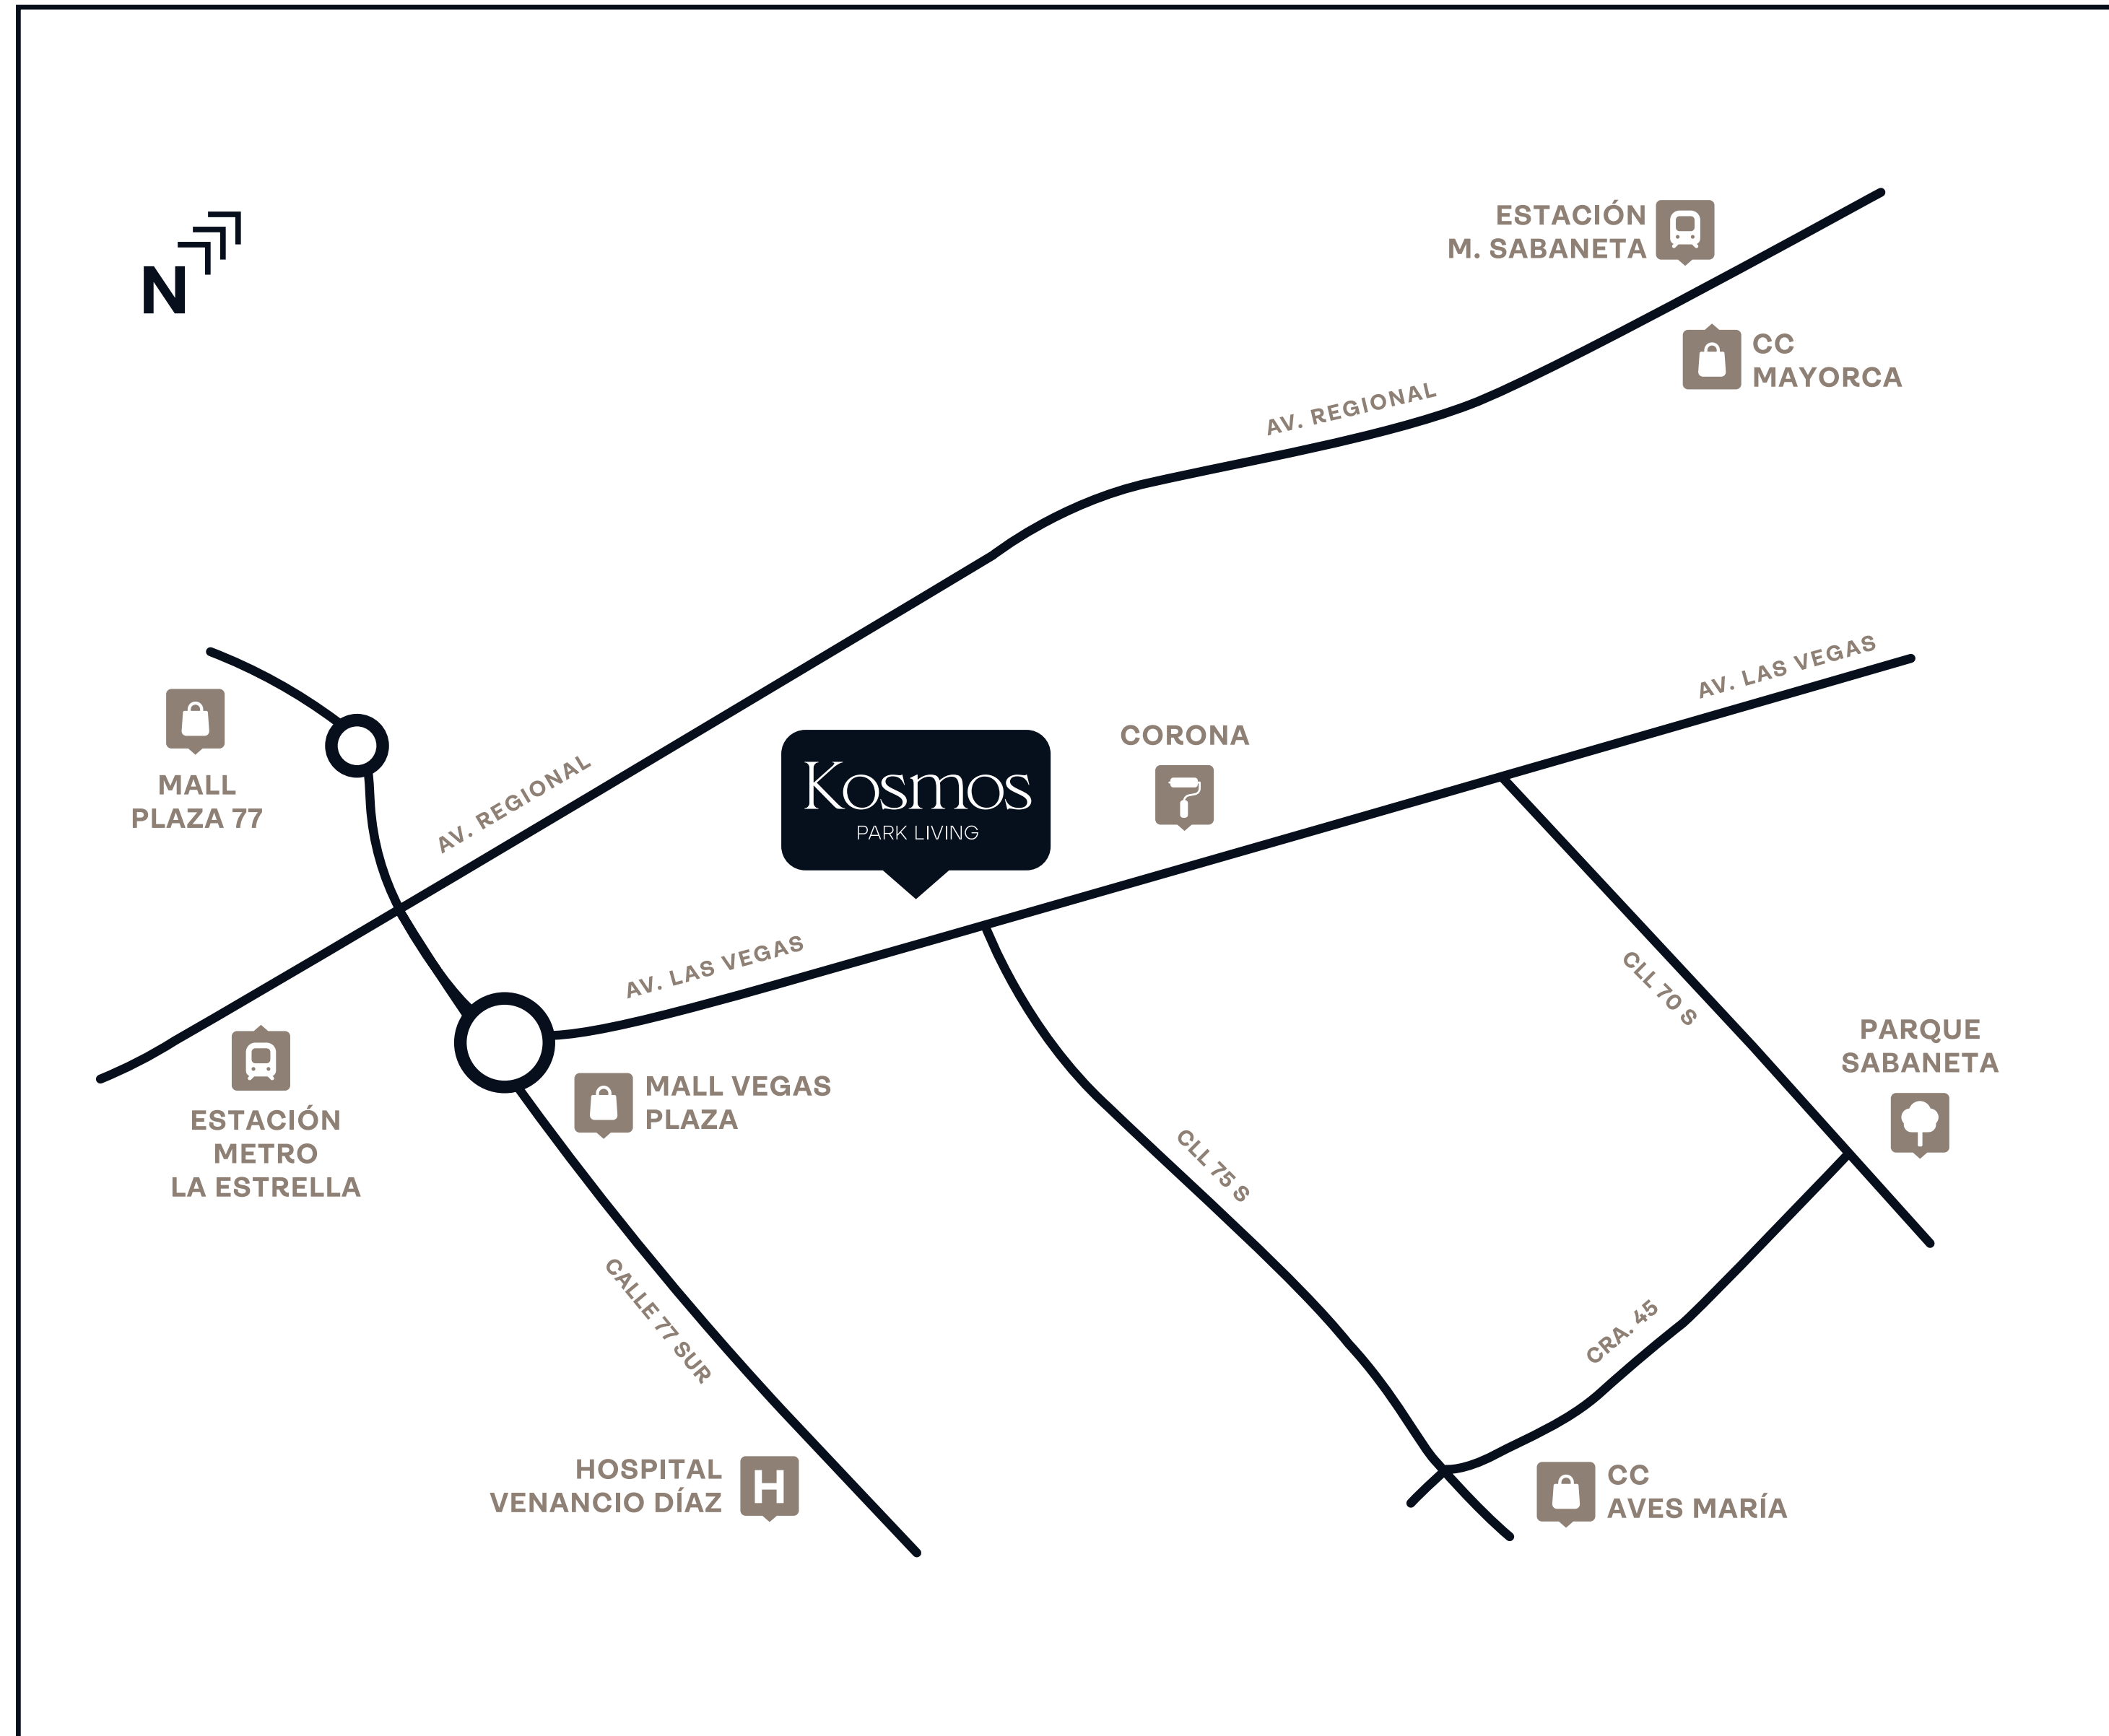 ESTACIÓN
M. SABANETA
N
CC
MAYORCA
AV. REGIONAL
AV. LAS VEGAS
MALL
PLAZA 77
AV. REGIONAL
CORONA
Kosmos
PARK LIVING
AV. LAS VEGAS
CLL 70 S
PARQUE
SABANETA
ESTACIÓN
METRO
LA ESTRELLA
MALL VEGAS
PLAZA
CLL 75 S
CALLE 77 SUR
CRA. 45
HOSPITAL
VENANCIO DÍAZ
H
CC
AVES MARÍA